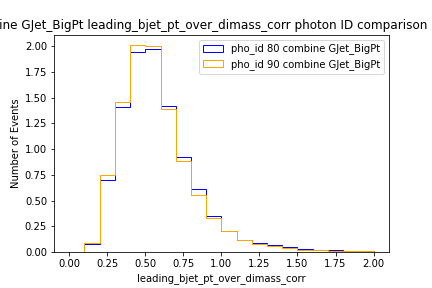 ne GJet_BigPt leading_bjet_pt_over_dimass_corr photon ID comparison
pho_id 80 combine GJet_BigPt
pho_id 90 combine GJet_BigPt
Number of Events
2.00
1.75
1.50
1.25
1.00
0.75
0.50
0.25
0.00
0.00 0.25 0.50 0.75 1.00 1.25 1.50 1.75 2.00
leading_bjet_pt_over_dimass_corr